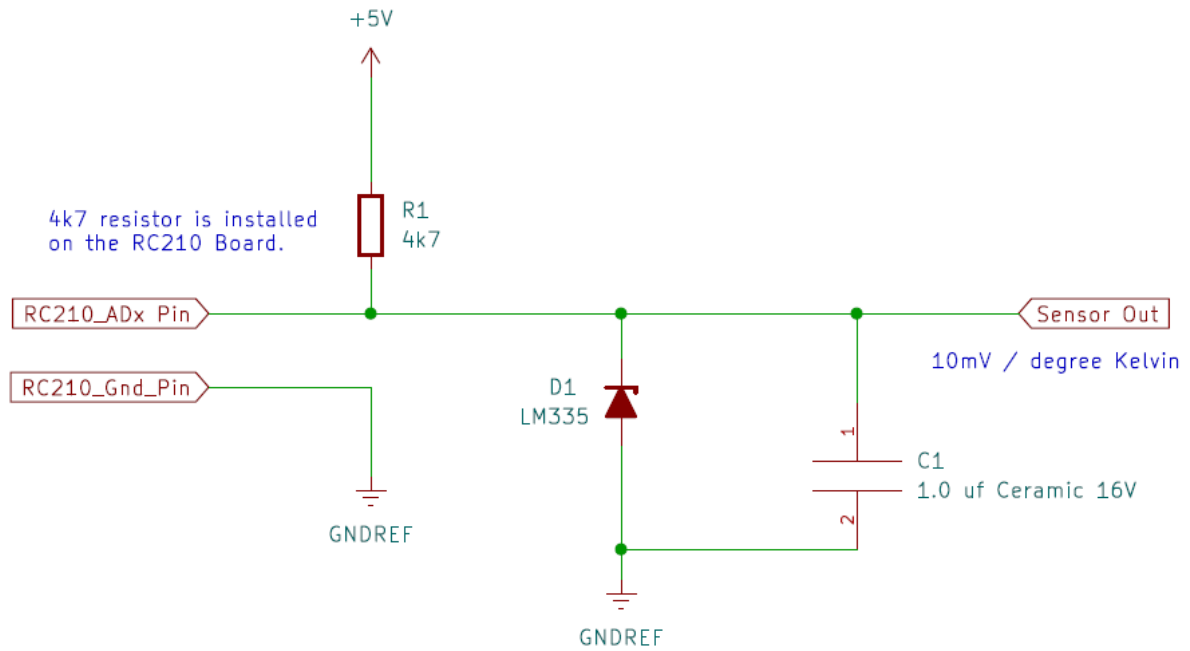 +5V
4k7 resistor is installed
on the RC210 Board.
R1
4k7
RC210_ADx Pin
Sensor Out
10mV / degree Kelvin
RC210_Gnd_Pin
D1
LM335
1
C1
1.0 uf Ceramic 16V
2
GNDREF
GNDREF